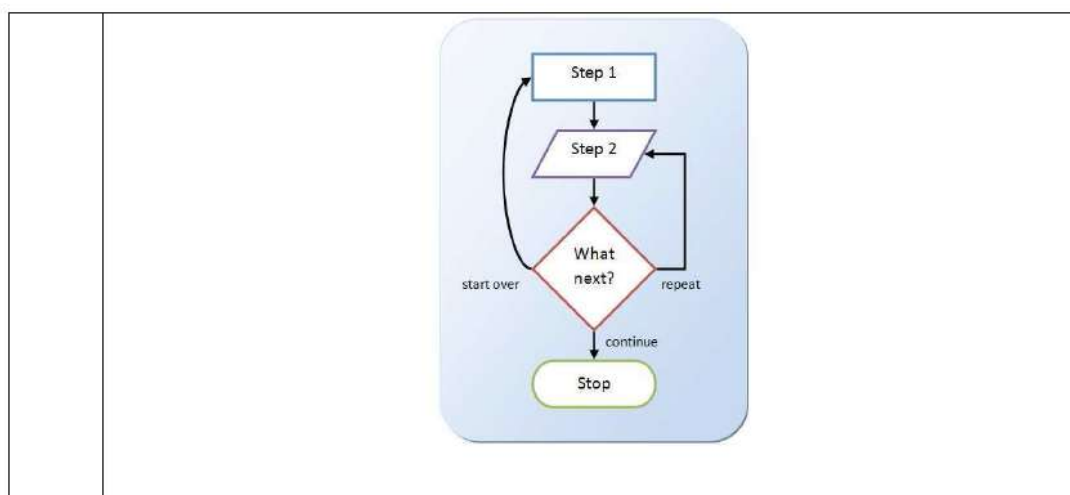 Step 1
Step 2
What
next?
start over
repeat
continue
Stop